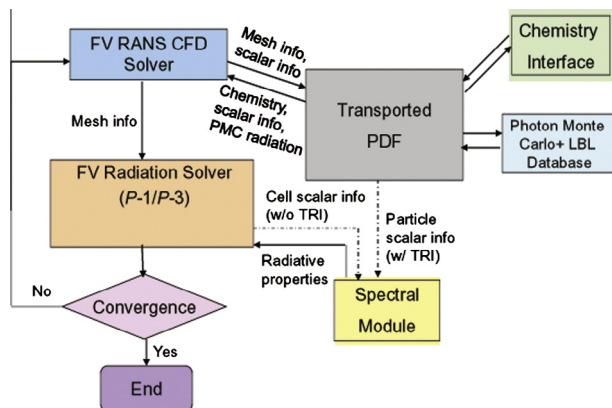 FV RANS CFD
Solver
Mesh info,
scalar info
Chemistry,
scalar info,
PMC radiation
Transported
PDF
Chemistry
Interface
Photon Monte
Carlo+ LBL
Database
Mesh info
FV Radiation Solver
(P-1/P-3)
Cell scalar info
(w/o TRI)
Particle
scalar info
(w/ TRI)
Radiative
properties
Spectral
Module
No
Convergence
Yes
End